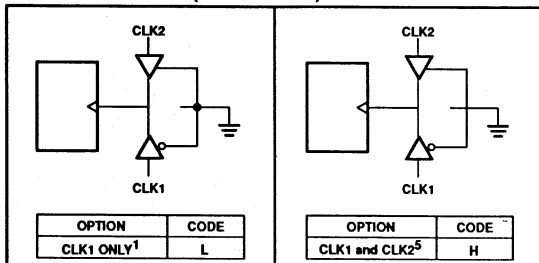 CLK2
CLK1
OPTION CODE
CLK1 ONLY1 L
CLK2
CLK1
OPTION CODE
CLK1 and CLK25 H